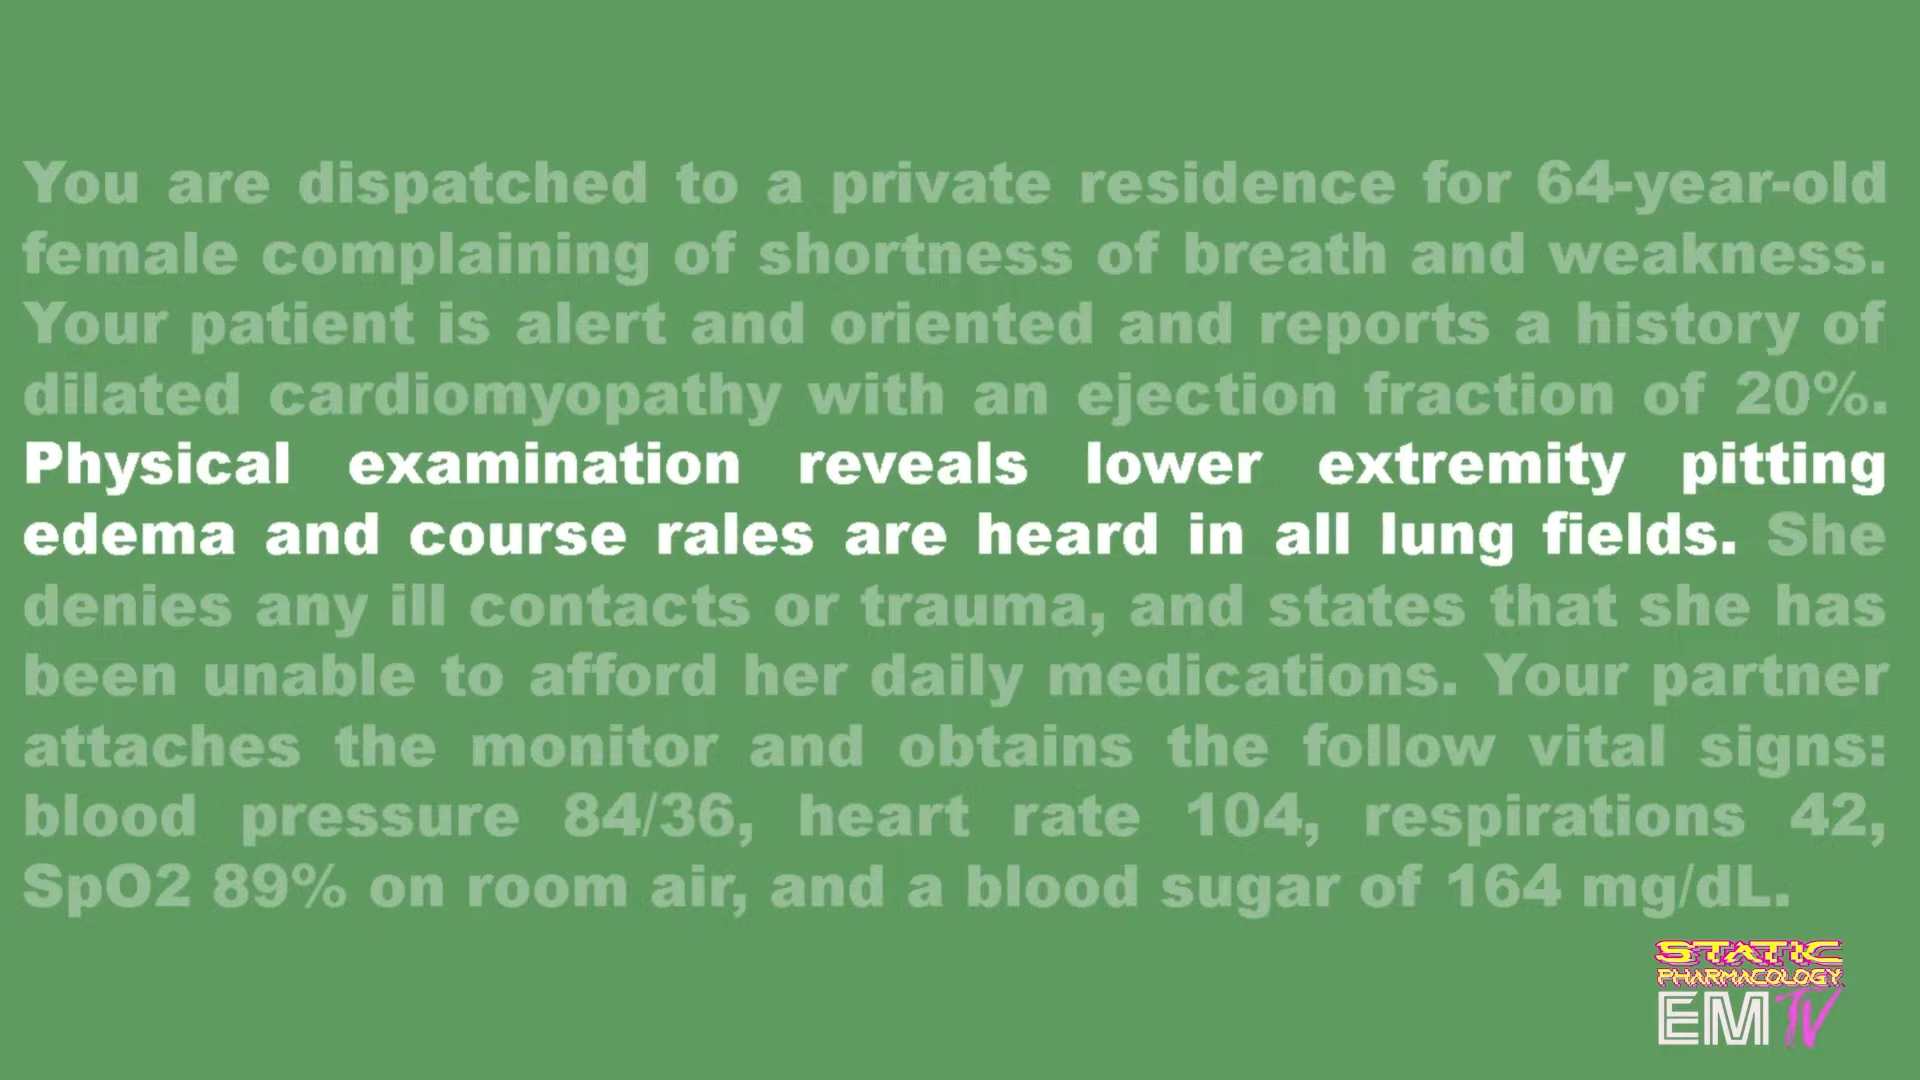 You are dispatched to a private residence for 64-year-old
female complaining of shortness of breath and weakness.
Your patient is alert and oriented and reports a history of
dilated cardiomyopathy with an ejection fraction of 20%.
Physical examination reveals lower extremity pitting
edema and course rales are heard in all lung fields. She
denies any ill contacts or trauma, and states that she has
been unable to afford her daily medications. Your partner
attaches the monitor and obtains the follow vital signs:
blood pressure 84/36, heart rate 104, respirations 42,
SpO2 89% on room air, and a blood sugar of 164 mg/dL.
STATIC
PHARMACOLOGY
EMTV